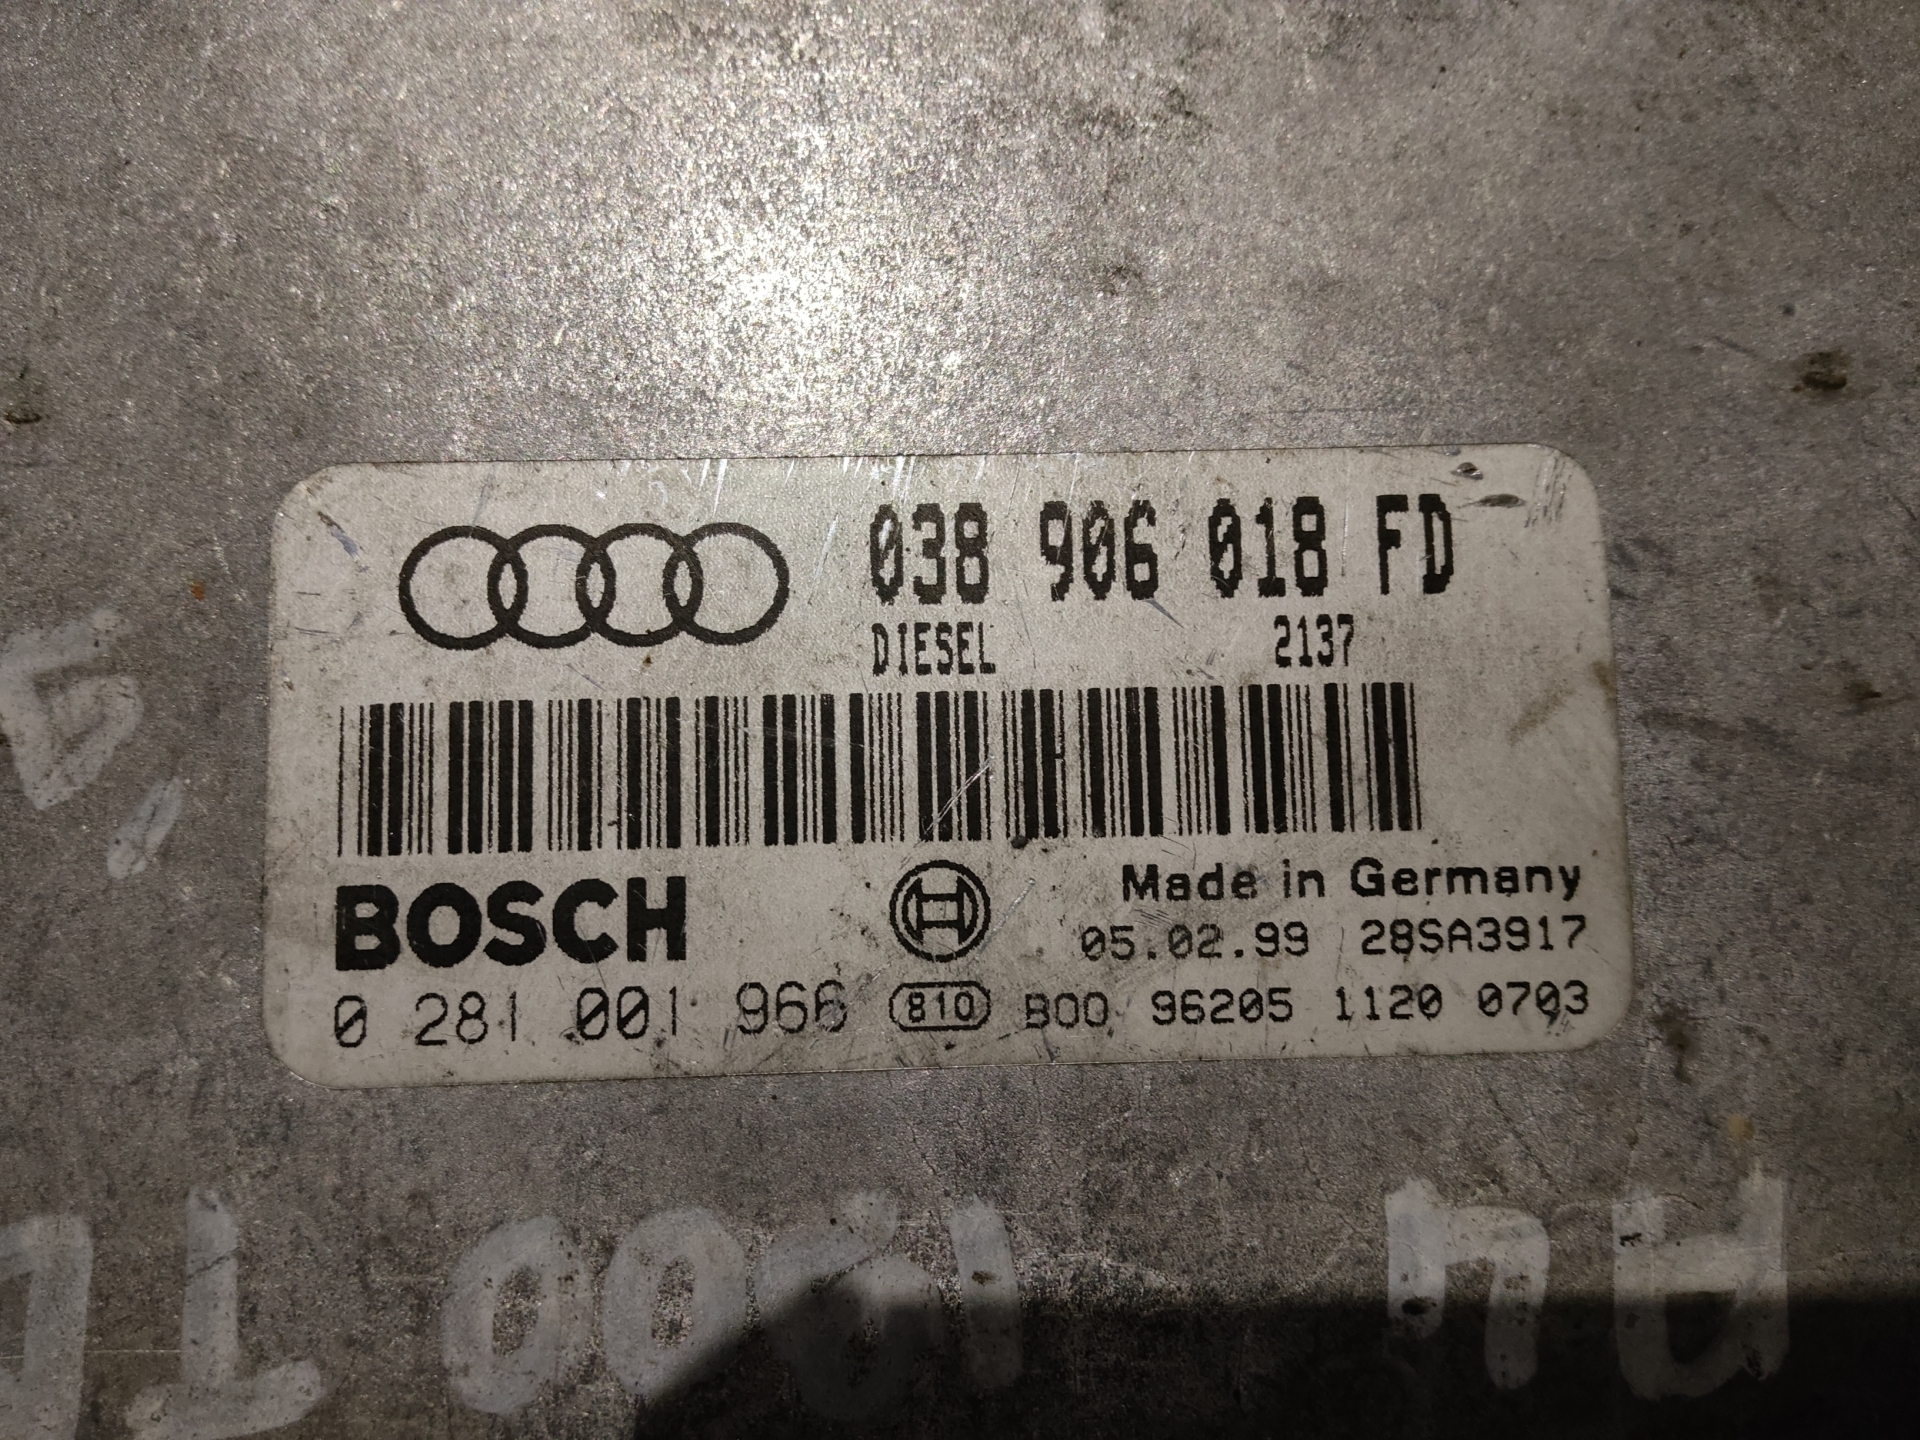 038 906 018 FD
DIESEL 2137
BOSCH
Made in Germany
05.02.99 28SA3917
0 281 001 966 810 B00 96205 1120 0703